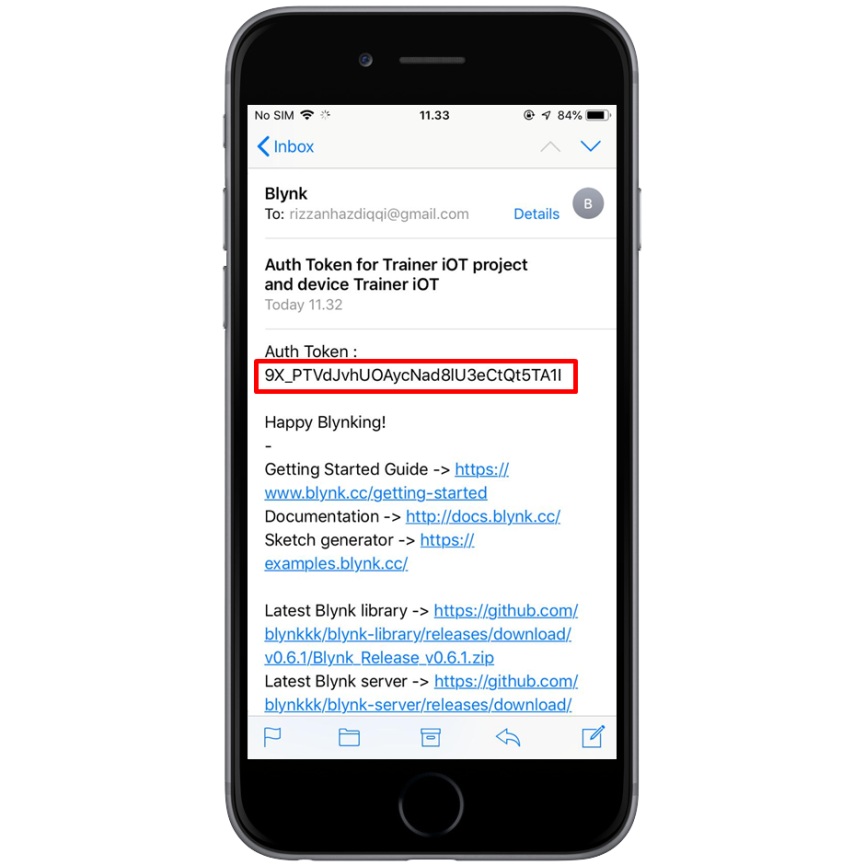 No SIM 11.33 84%
Inbox
Blynk
B
To: rizzanhazdiqqi@gmail.com Details
Auth Token for Trainer iOT project
and device Trainer iOT
Today 11.32
Auth Token :
9X_PTVdJvhUOAycNad8lU3eCtQt5TA1I
Happy Blynking!
-
Getting Started Guide -> https://
www.blynk.cc/getting-started
Documentation -> http://docs.blynk.cc/
Sketch generator -> https://
examples.blynk.cc/
Latest Blynk library -> https://github.com/
blynkkk/blynk-library/releases/download/
v0.6.1/Blynk_Release_v0.6.1.zip
Latest Blynk server -> https://github.com/
blynkkk/blynk-server/releases/download/